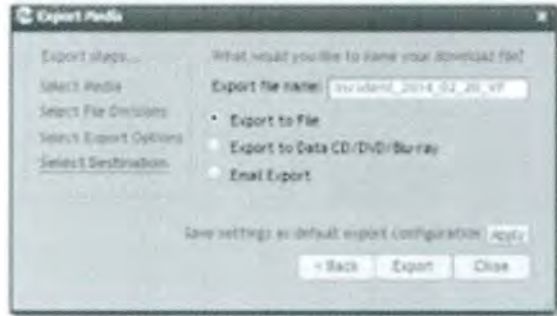 Export Media
Export steps...
Select Media
Select File Divisions
Select Export Options
Select Destination
What would you like to name your download file?
Export file name:
Export to File
Export to Data CD/DVD/Blu-ray
Email Export
Save settings as default export configuration Apply
< Back Export Close